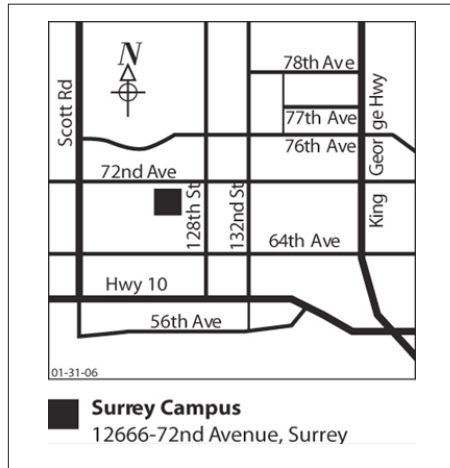 N
78th Ave
Scott Rd
77th Ave
King George Hwy
76th Ave
72nd Ave
128th St
132nd St
64th Ave
Hwy 10
56th Ave
01-31-06
Surrey Campus
12666-72nd Avenue, Surrey